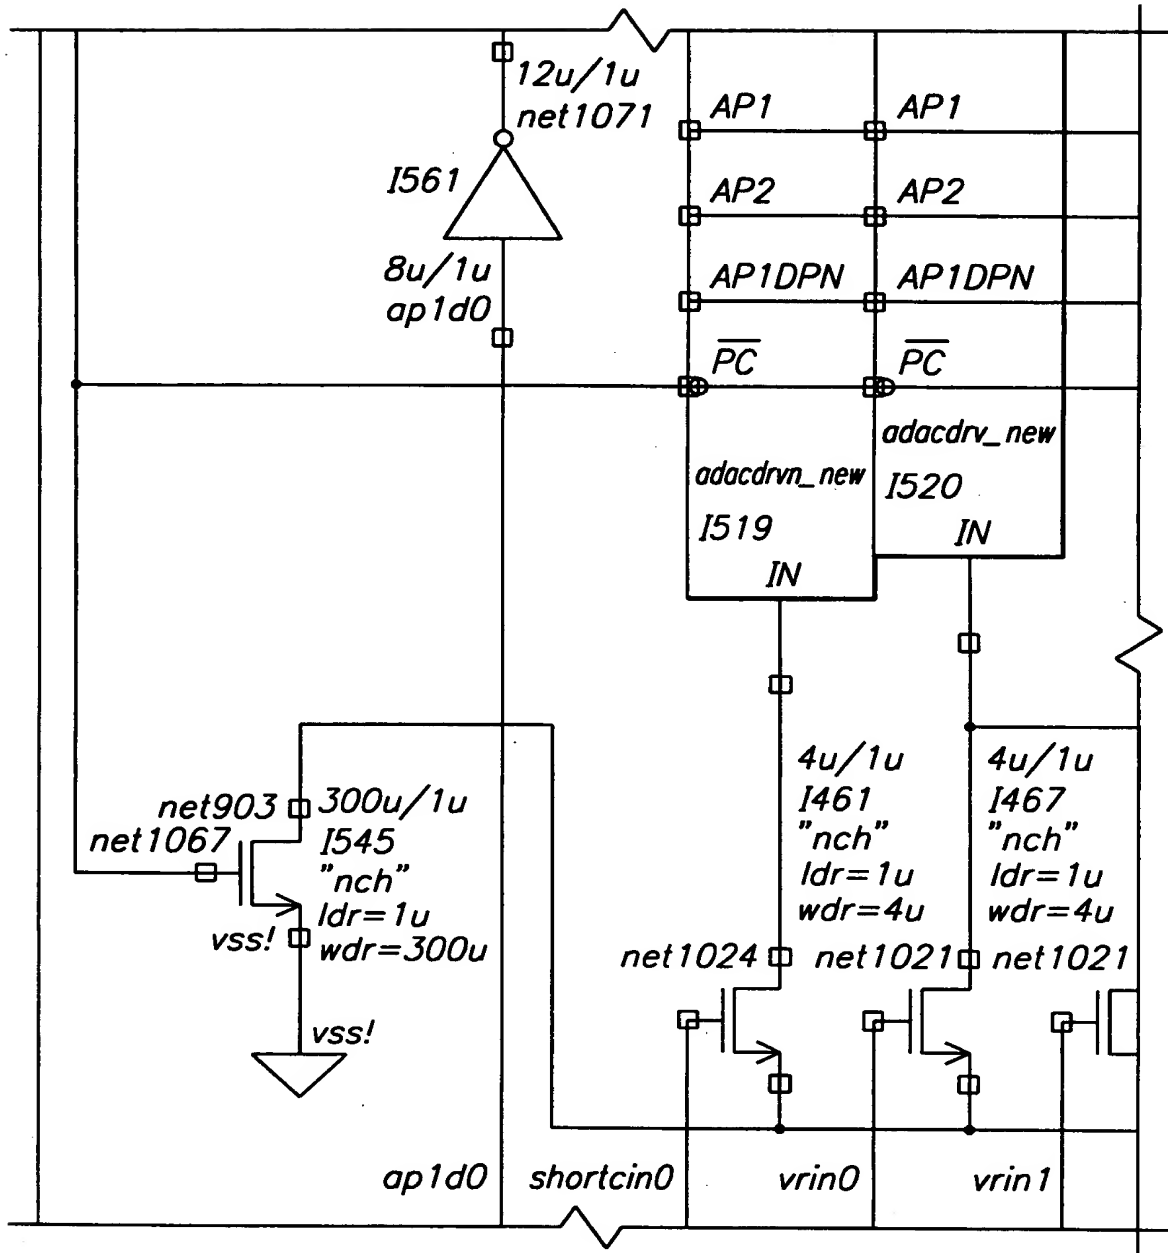 12u/1u
net1071
I561
8u/1u
ap1d0
AP1
AP1
AP2
AP2
AP1DPN
AP1DPN
PC
PC
adacdrvn_new
I519
IN
adacdrv_new
I520
IN
net903
net1067
300u/1u
I545
"nch"
ldr=1u
wdr=300u
vss!
vss!
4u/1u
I461
"nch"
ldr=1u
wdr=4u
4u/1u
I467
"nch"
ldr=1u
wdr=4u
net1024
net1021
net1021
ap1d0
shortcin0
vrin0
vrin1